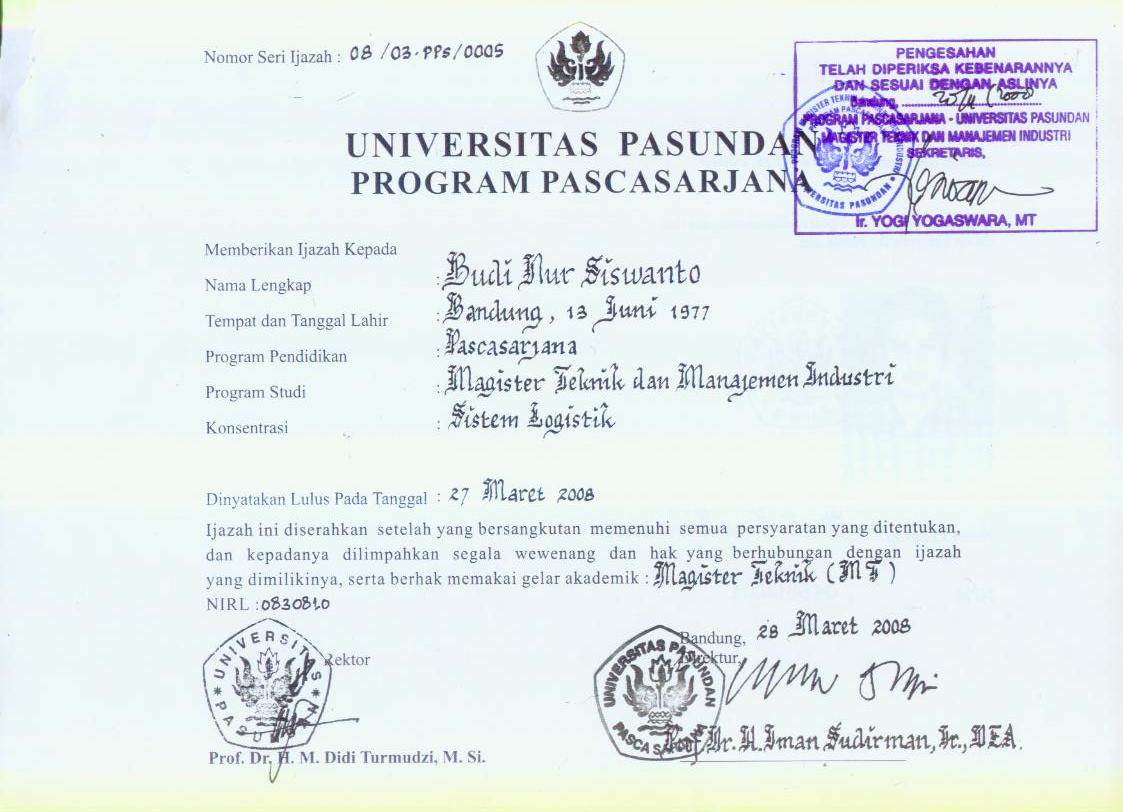 Nomor Seri Ijazah : 08 /03-PPs/0005
PENGESAHAN
TELAH DIPERIKSA KEBENARANNYA
DAN SESUAI DENGAN ASLINYA
Bandung,
PROGRAM PASCASARJANA - UNIVERSITAS PASUNDAN
MAGISTER TEKNIK DAN MANAJEMEN INDUSTRI
SEKRETARIS,
Ir. YOGI YOGASWARA, MT
UNIVERSITAS PASUNDAN
PROGRAM PASCASARJANA
Memberikan Ijazah Kepada
Nama Lengkap : Budi Nur Siswanto
Tempat dan Tanggal Lahir : Bandung, 13 Juni 1977
Program Pendidikan : Pascasarjana
Program Studi : Magister Teknik dan Manajemen Industri
Konsentrasi : Sistem Logistik
Dinyatakan Lulus Pada Tanggal : 27 Maret 2008
Ijazah ini diserahkan setelah yang bersangkutan memenuhi semua persyaratan yang ditentukan,
dan kepadanya dilimpahkan segala wewenang dan hak yang berhubungan dengan ijazah
yang dimilikinya, serta berhak memakai gelar akademik : Magister Teknik (MT)
NIRL : 0830810
Bandung, 28 Maret 2008
Rektor
Direktur,
UNIVERSITAS PASUNDAN
UNIVERSITAS PASUNDAN
PASCA SARJANA
Prof. Dr. H. M. Didi Turmudzi, M. Si.
Prof. Dr. H. Iman Sudirman, Ir., DEA.